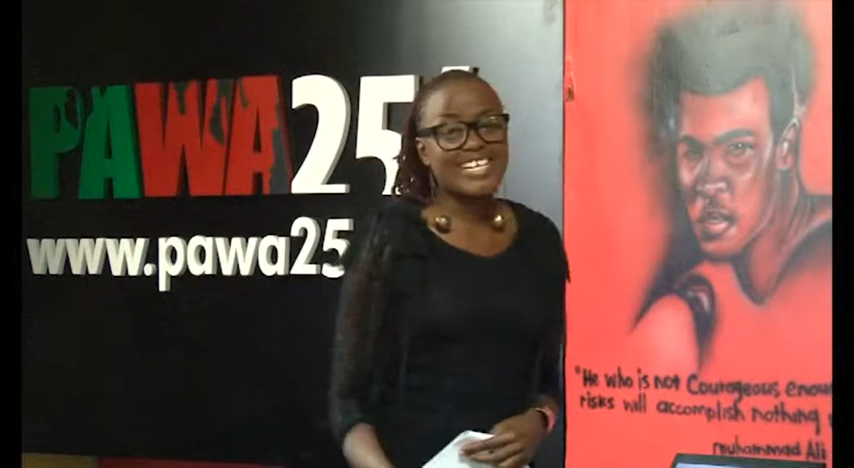 PAWA25
www.pawa25
"He who is not Courageous enou
risks will accomplish nothing
muhammad Ali